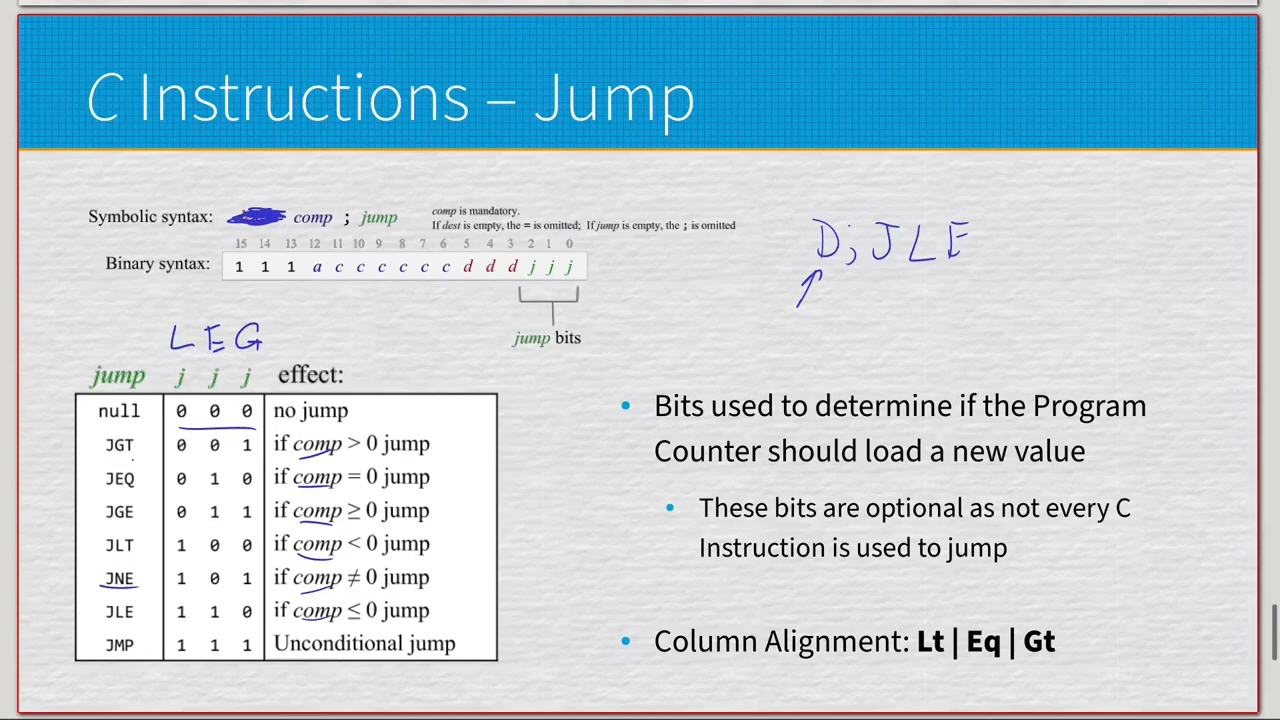 C Instructions – Jump
Symbolic syntax: comp ; jump
comp is mandatory.
If dest is empty, the = is omitted; If jump is empty, the ; is omitted
15 14 13 12 11 10 9 8 7 6 5 4 3 2 1 0
Binary syntax: 1 1 1 a c c c c c c d d d j j j
jump bits
D;JLE
L E G
jump j j j effect:
null 0 0 0 no jump
JGT 0 0 1 if comp > 0 jump
JEQ 0 1 0 if comp = 0 jump
JGE 0 1 1 if comp ≥ 0 jump
JLT 1 0 0 if comp < 0 jump
JNE 1 0 1 if comp ≠ 0 jump
JLE 1 1 0 if comp ≤ 0 jump
JMP 1 1 1 Unconditional jump
• Bits used to determine if the Program
Counter should load a new value
• These bits are optional as not every C
Instruction is used to jump
• Column Alignment: Lt | Eq | Gt